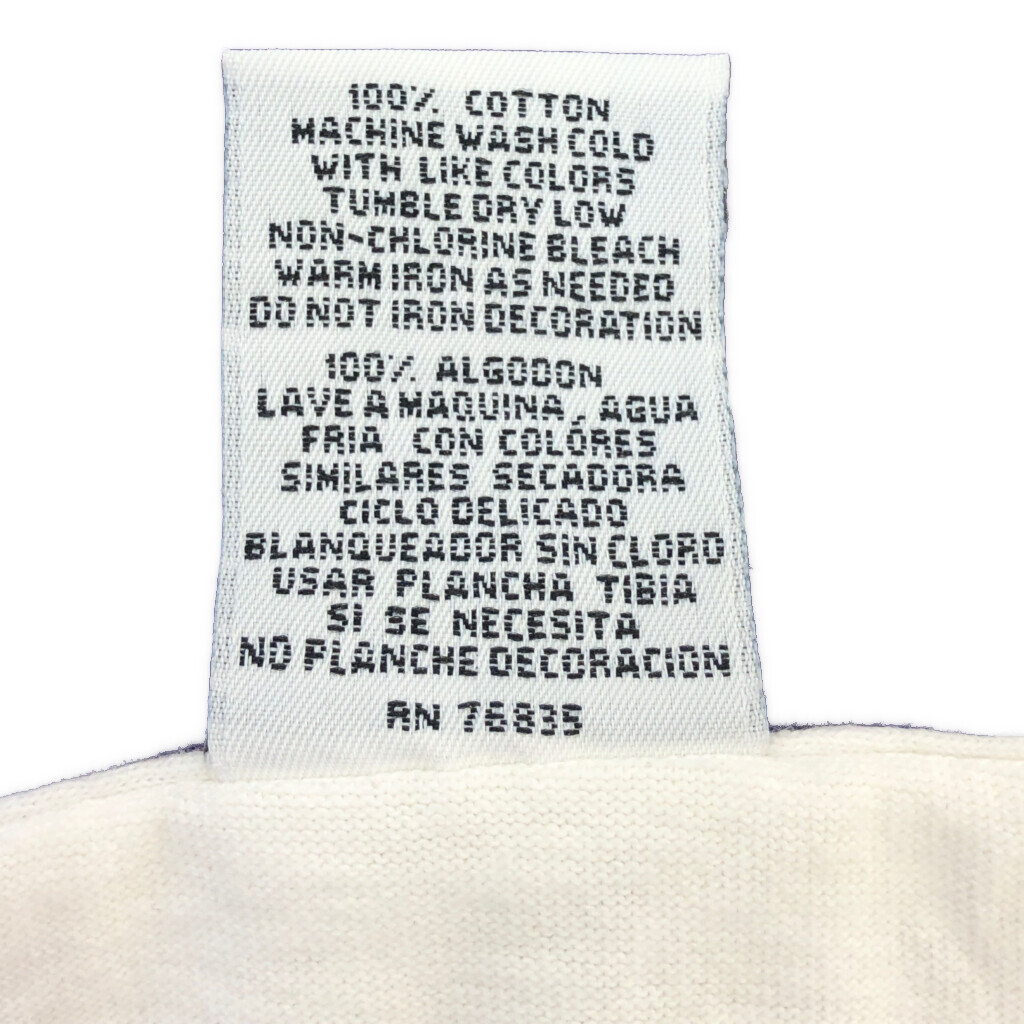 100% COTTON
MACHINE WASH COLD
WITH LIKE COLORS
TUMBLE DRY LOW
NON-CHLORINE BLEACH
WARM IRON AS NEEDED
DO NOT IRON DECORATION
100% ALGODON
LAVE A MAQUINA, AGUA
FRIA CON COLÓRES
SIMILARES SECADORA
CICLO DELICADO
BLANQUEADOR SIN CLORO
USAR PLANCHA TIBIA
SI SE NECESITA
NO PLANCHE DECORACION
RN 76835